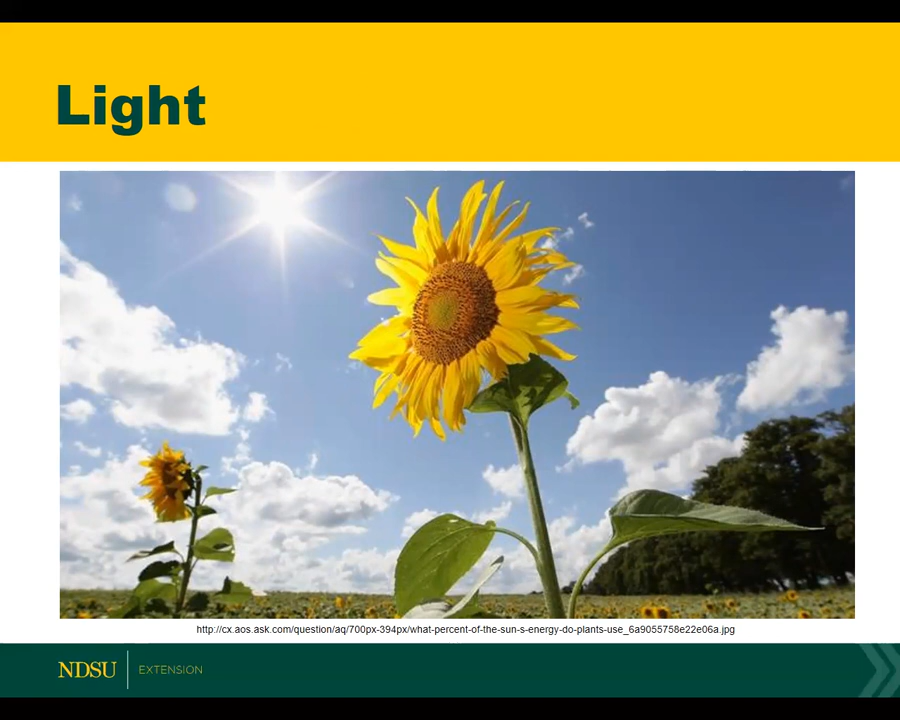 Light
http://cx.aos.ask.com/question/aq/700px-394px/what-percent-of-the-sun-s-energy-do-plants-use_6a9055758e22e06a.jpg
NDSU EXTENSION